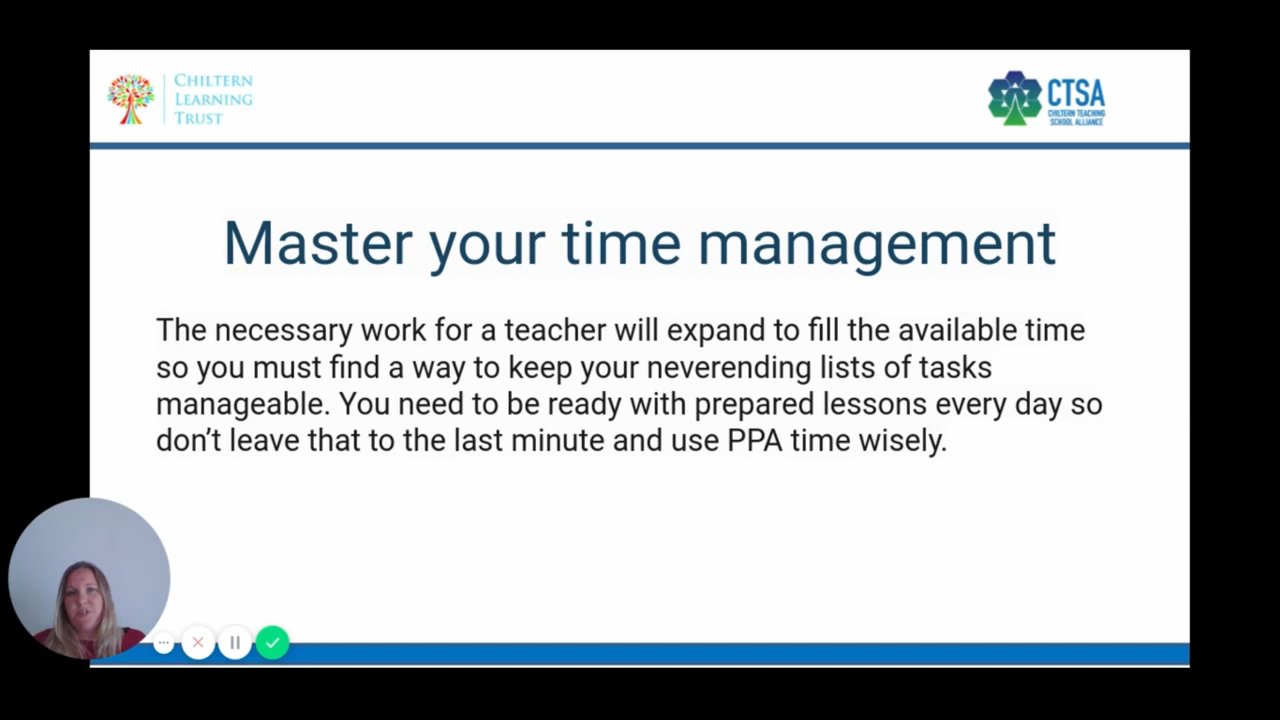 CHILTERN
LEARNING
TRUST
CTSA
CHILTERN TEACHING
SCHOOL ALLIANCE
Master your time management
The necessary work for a teacher will expand to fill the available time
so you must find a way to keep your neverending lists of tasks
manageable. You need to be ready with prepared lessons every day so
don’t leave that to the last minute and use PPA time wisely.